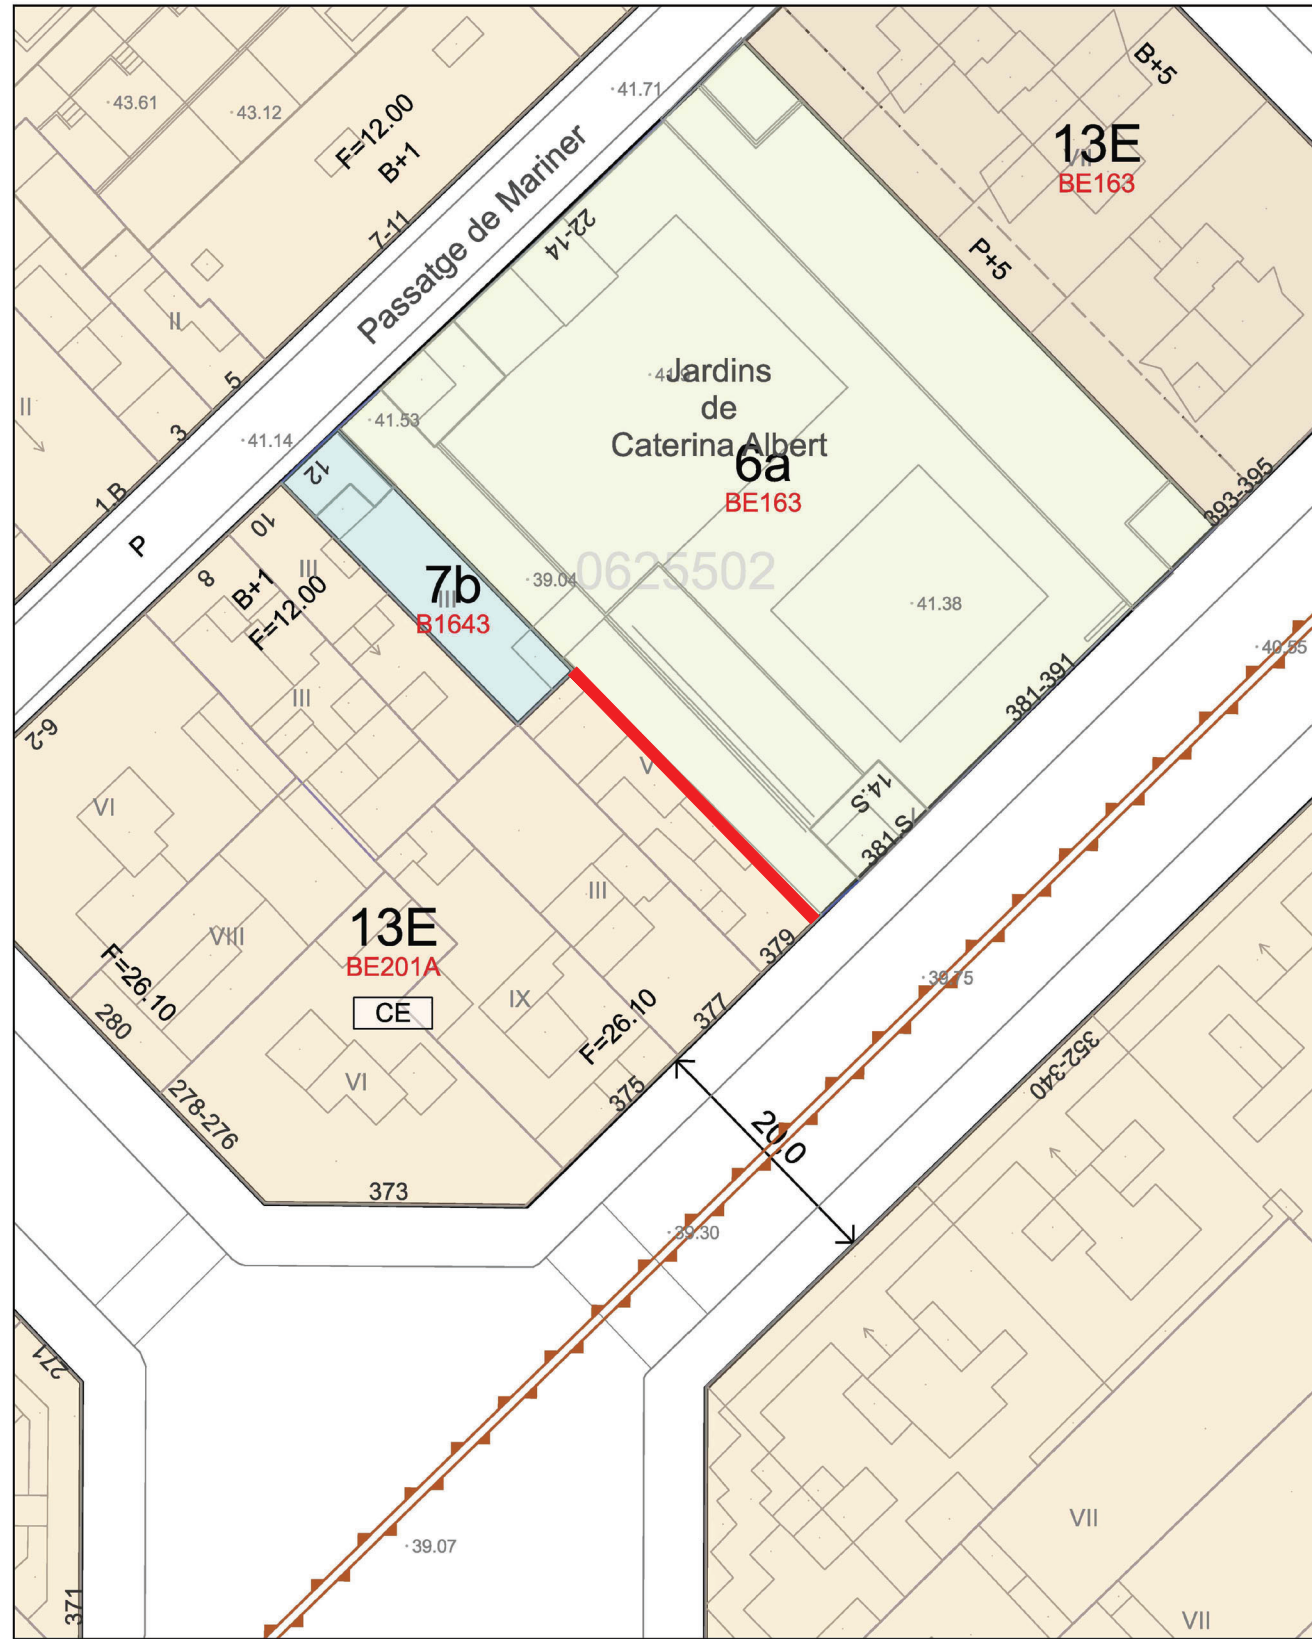 43.61
43.12
F=12.00
B+1
7-11
41.71
Passatge de Mariner
22-14
B+5
13E
VII
BE163
P+5
II
II
5
3
1.B
P
41.14
41.53
Jardins
de
Caterina Albert
6a
BE163
0625502
39.04
41.38
393-395
381-391
40.55
12
10
8
6-2
III
B+1
F=12.00
7b
III
B1643
III
V
14.S
381.S
VI
VIII
III
13E
BE201A
CE
IX
F=26.10
F=26.10
280
278-276
VI
379
377
375
373
39.75
20.0
352-340
39.30
271
371
39.07
VII
VII